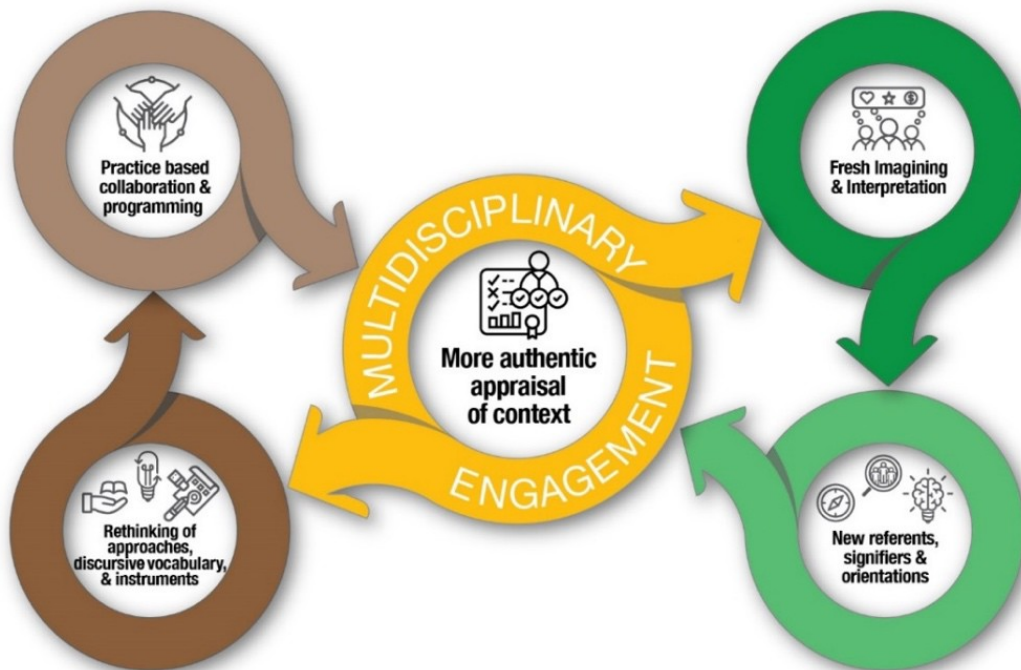 Practice based
collaboration &
programming
MULTIDISCIPLINARY
ENGAGEMENT
More authentic
appraisal
of context
Fresh Imagining
& Interpretation
Rethinking of
approaches,
discursive vocabulary,
& instruments
New referents,
signifiers &
orientations